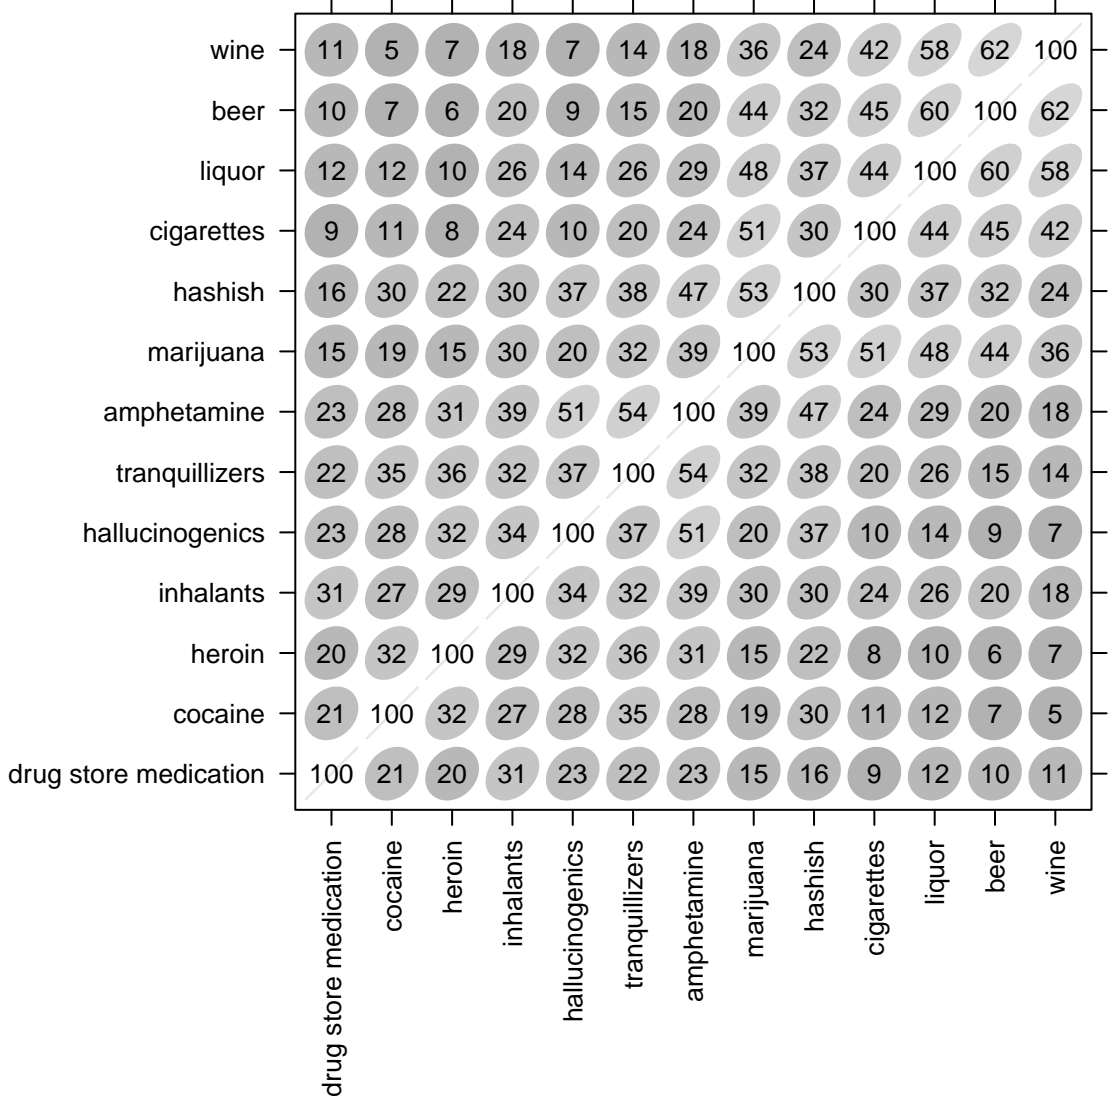 wine 11 5 7 18 7 14 18 36 24 42 58 62 100
beer 10 7 6 20 9 15 20 44 32 45 60 100 62
liquor 12 12 10 26 14 26 29 48 37 44 100 60 58
cigarettes 9 11 8 24 10 20 24 51 30 100 44 45 42
hashish 16 30 22 30 37 38 47 53 100 30 37 32 24
marijuana 15 19 15 30 20 32 39 100 53 51 48 44 36
amphetamine 23 28 31 39 51 54 100 39 47 24 29 20 18
tranquillizers 22 35 36 32 37 100 54 32 38 20 26 15 14
hallucinogenics 23 28 32 34 100 37 51 20 37 10 14 9 7
inhalants 31 27 29 100 34 32 39 30 30 24 26 20 18
heroin 20 32 100 29 32 36 31 15 22 8 10 6 7
cocaine 21 100 32 27 28 35 28 19 30 11 12 7 5
drug store medication 100 21 20 31 23 22 23 15 16 9 12 10 11
drug store medication
cocaine
heroin
inhalants
hallucinogenics
tranquillizers
amphetamine
marijuana
hashish
cigarettes
liquor
beer
wine